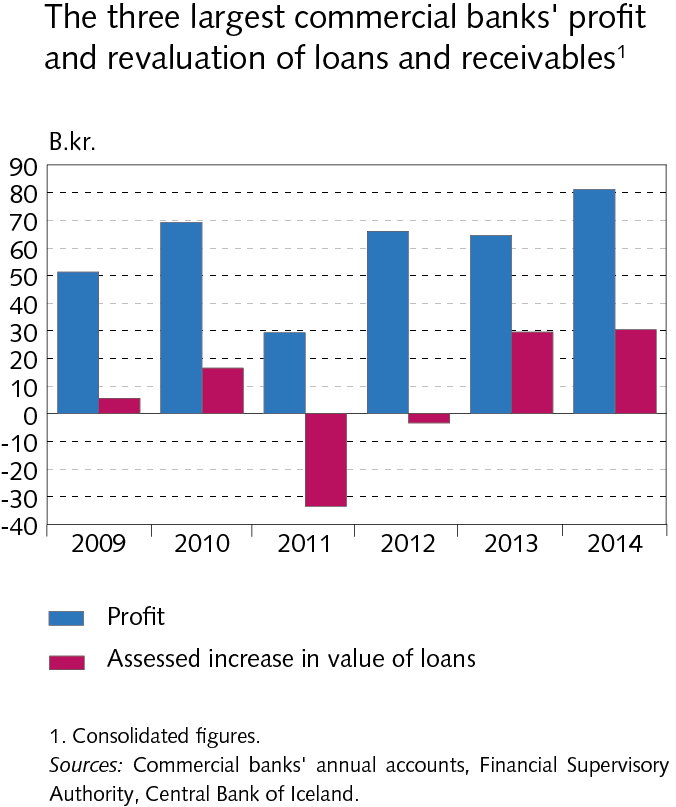 The three largest commercial banks' profit
and revaluation of loans and receivables¹
B.kr.
90
80
70
60
50
40
30
20
10
0
-10
-20
-30
-40
2009 2010 2011 2012 2013 2014
Profit
Assessed increase in value of loans
1. Consolidated figures.
Sources: Commercial banks' annual accounts, Financial Supervisory
Authority, Central Bank of Iceland.